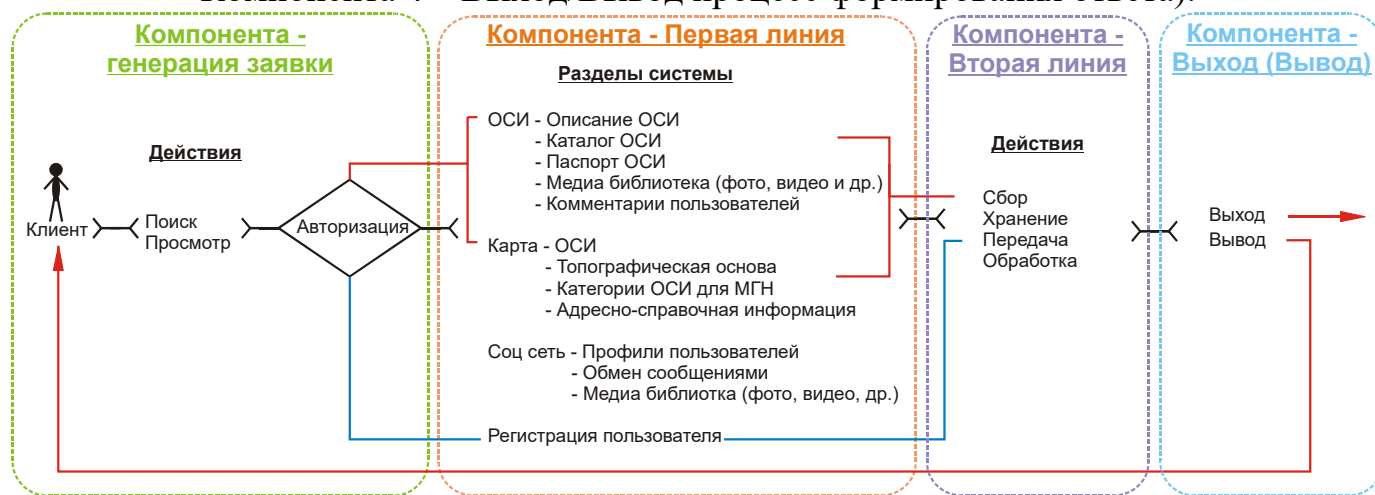 Компонента -
генерация заявки
Действия
Клиент
Поиск
Просмотр
Авторизация
Компонента - Первая линия
Разделы системы
ОСИ - Описание ОСИ
- Каталог ОСИ
- Паспорт ОСИ
- Медиа библиотека (фото, видео и др.)
- Комментарии пользователей
Карта - ОСИ
- Топографическая основа
- Категории ОСИ для МГН
- Адресно-справочная информация
Соц сеть - Профили пользователей
- Обмен сообщениями
- Медиа библиотка (фото, видео, др.)
Регистрация пользователя
Компонента -
Вторая линия
Действия
Сбор
Хранение
Передача
Обработка
Компонента -
Выход (Вывод)
Выход
Вывод